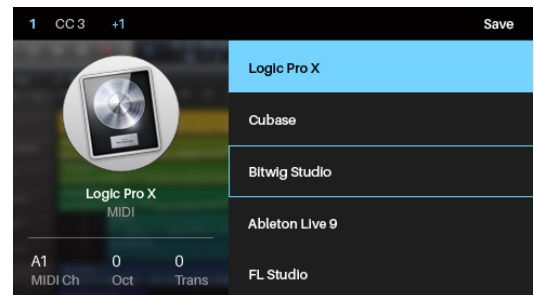 1 CC 3 +1 Save
Logic Pro X
Cubase
Bitwig Studio
Ableton Live 9
FL Studio
Logic Pro X
MIDI
A1 0 0
MIDI Ch Oct Trans